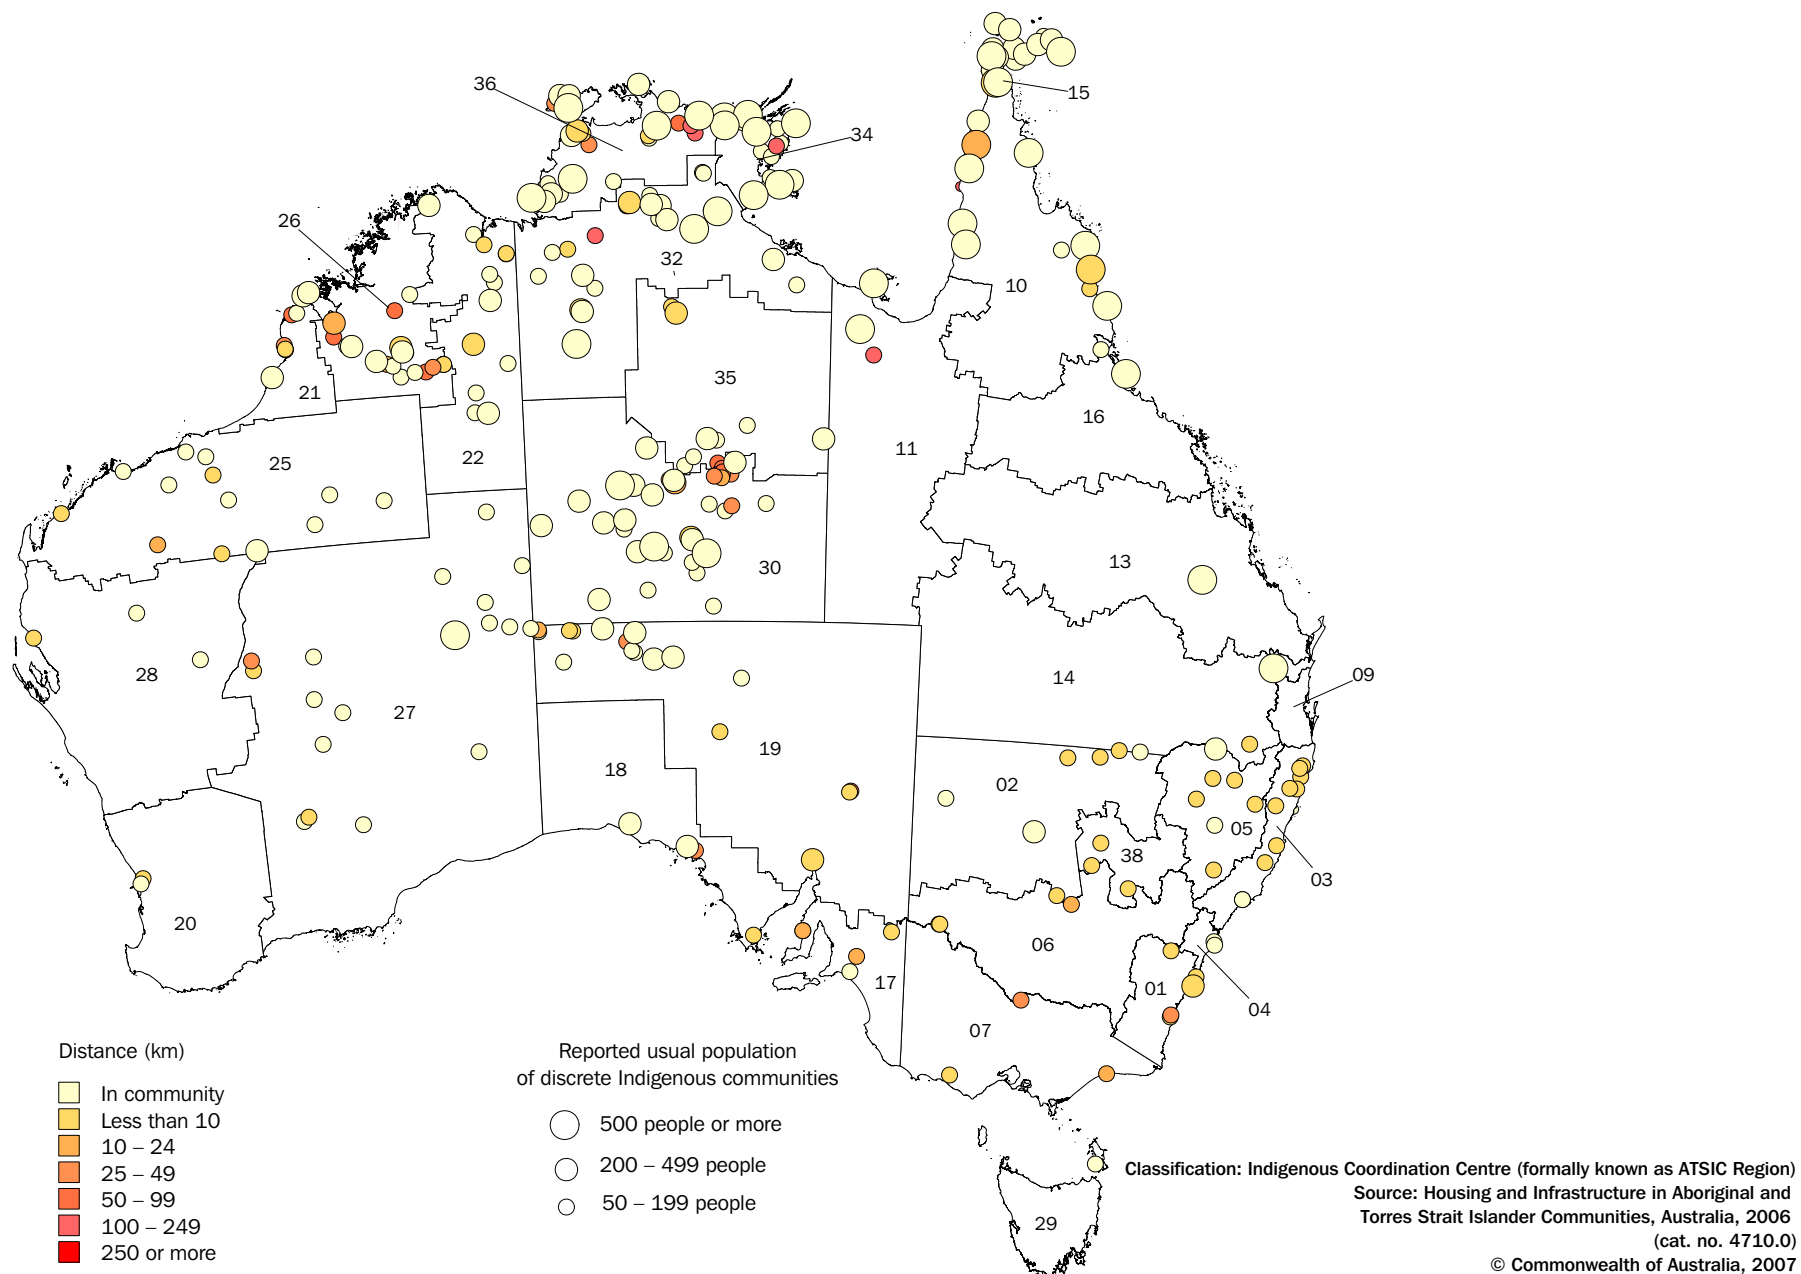 36
15
34
26
32
10
21
35
16
25
22
11
30
13
28
27
14
09
19
18
02
05
38
03
20
06
17
01
04
07
29
Distance (km)
In community
Less than 10
10 – 24
25 – 49
50 – 99
100 – 249
250 or more
Reported usual population
of discrete Indigenous communities
500 people or more
200 – 499 people
50 – 199 people
Classification: Indigenous Coordination Centre (formally known as ATSIC Region)
Source: Housing and Infrastructure in Aboriginal and
Torres Strait Islander Communities, Australia, 2006
(cat. no. 4710.0)
© Commonwealth of Australia, 2007